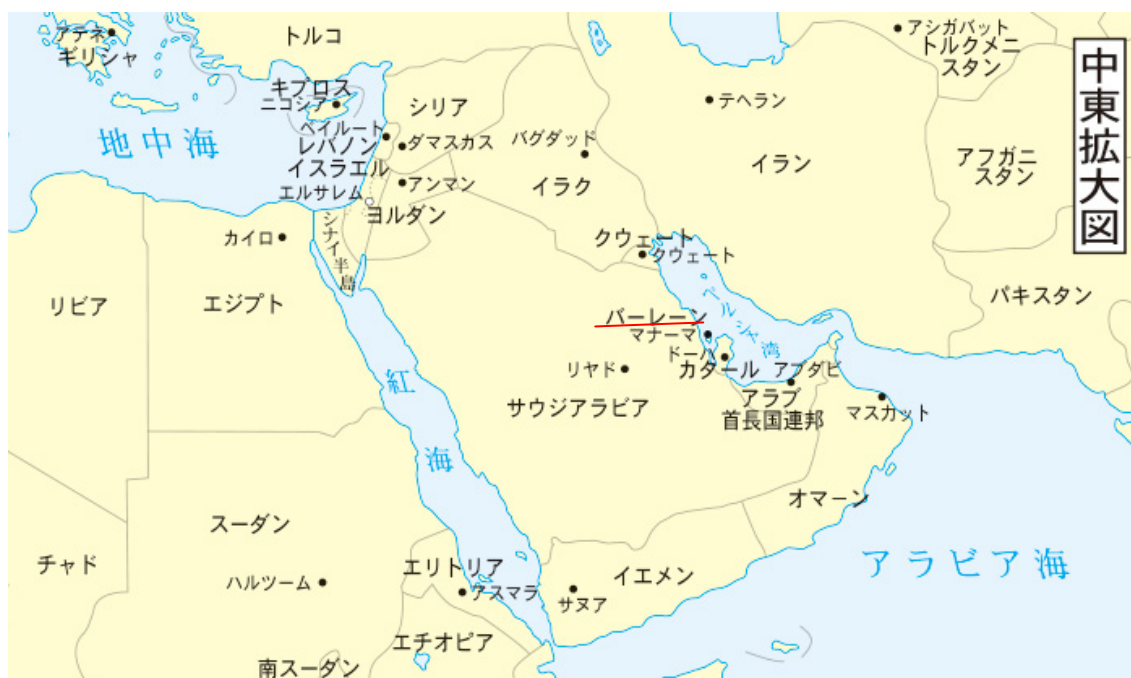 中東拡大図
アテネ
ギリシャ
トルコ
アシガバット
トルクメニ
スタン
キプロス
ニコシア
シリア
テヘラン
地中海
ベイルート
レバノン
ダマスカス
バグダッド
イラン
アフガニ
スタン
イスラエル
エルサレム
アンマン
イラク
ヨルダン
シナイ半島
カイロ
クウェート
クウェート
リビア
エジプト
ペルシャ湾
パキスタン
バーレーン
マナーマ
ドーハ
カタール
アブダビ
リヤド
紅海
サウジアラビア
アラブ
首長国連邦
マスカット
オマーン
スーダン
チャド
ハルツーム
エリトリア
アスマラ
サヌア
イエメン
アラビア海
エチオピア
南スーダン